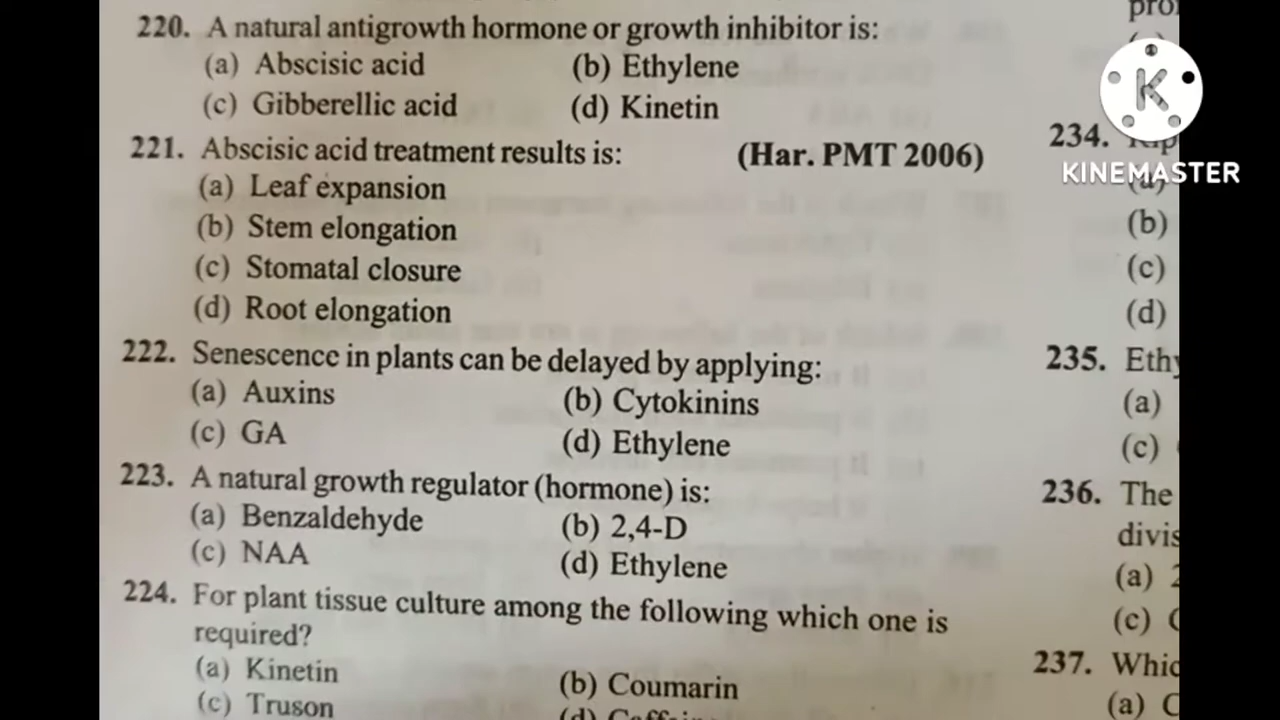 220. A natural antigrowth hormone or growth inhibitor is:
(a) Abscisic acid (b) Ethylene
(c) Gibberellic acid (d) Kinetin
221. Abscisic acid treatment results is: (Har. PMT 2006)
(a) Leaf expansion
(b) Stem elongation
(c) Stomatal closure
(d) Root elongation
222. Senescence in plants can be delayed by applying:
(a) Auxins (b) Cytokinins
(c) GA (d) Ethylene
223. A natural growth regulator (hormone) is:
(a) Benzaldehyde (b) 2,4-D
(c) NAA (d) Ethylene
224. For plant tissue culture among the following which one is
required?
(a) Kinetin (b) Coumarin
(c) Truson (d)
K
KINEMASTER
234.
(a)
(b)
(c)
(d)
235.
(a)
(c)
236. The
(a)
(c)
237.
(a)